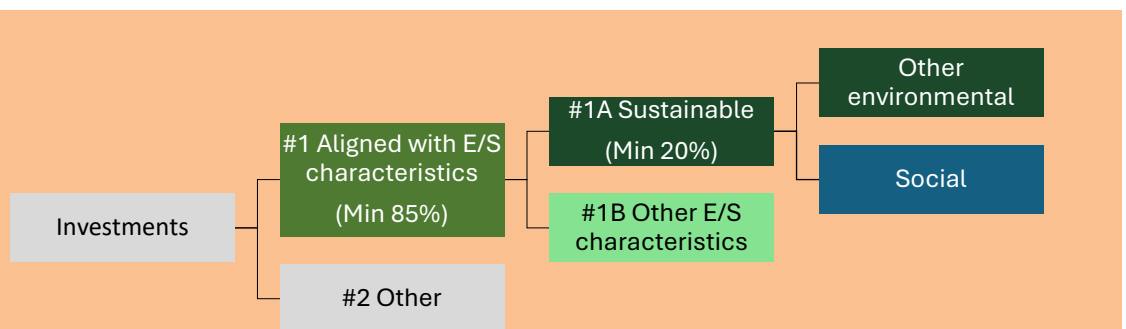 Investments
#1 Aligned with E/S
characteristics
(Min 85%)
#2 Other
#1A Sustainable
(Min 20%)
#1B Other E/S
characteristics
Other
environmental
Social